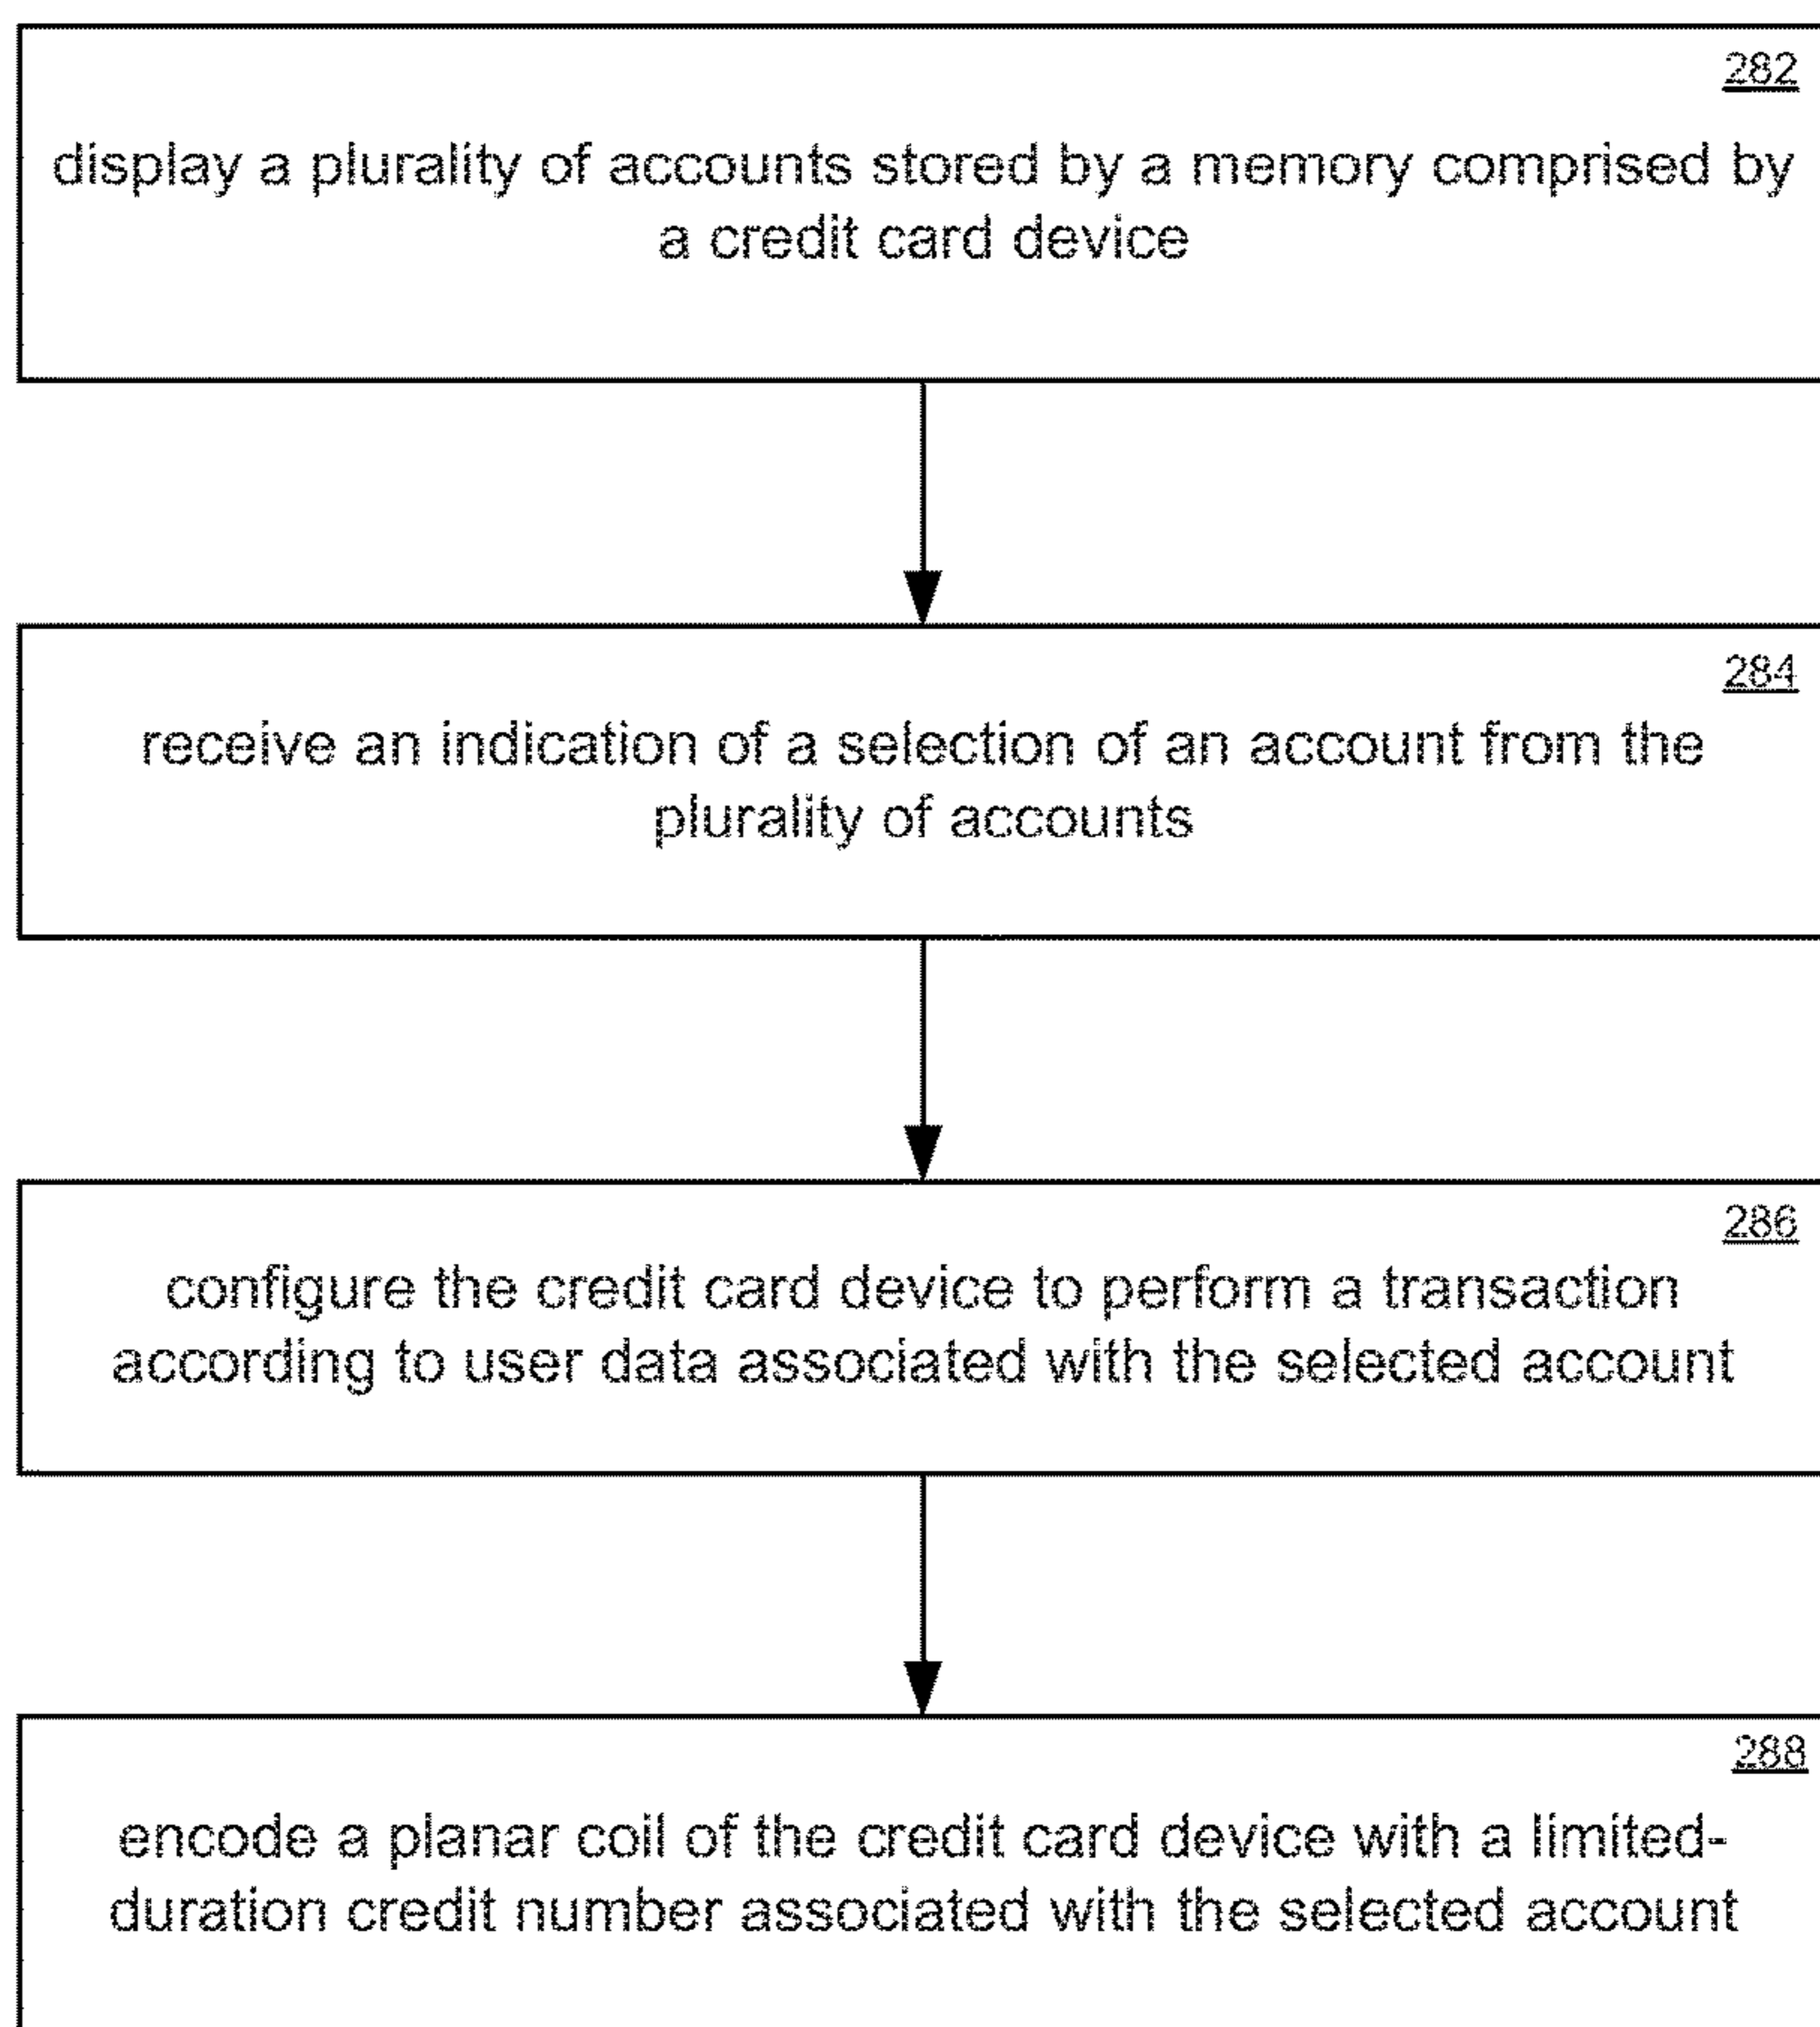 282
display a plurality of accounts stored by a memory comprised by
a credit card device
284
receive an indication of a selection of an account from the
plurality of accounts
286
configure the credit card device to perform a transaction
according to user data associated with the selected account
288
encode a planar coil of the credit card device with a limited-
duration credit number associated with the selected account